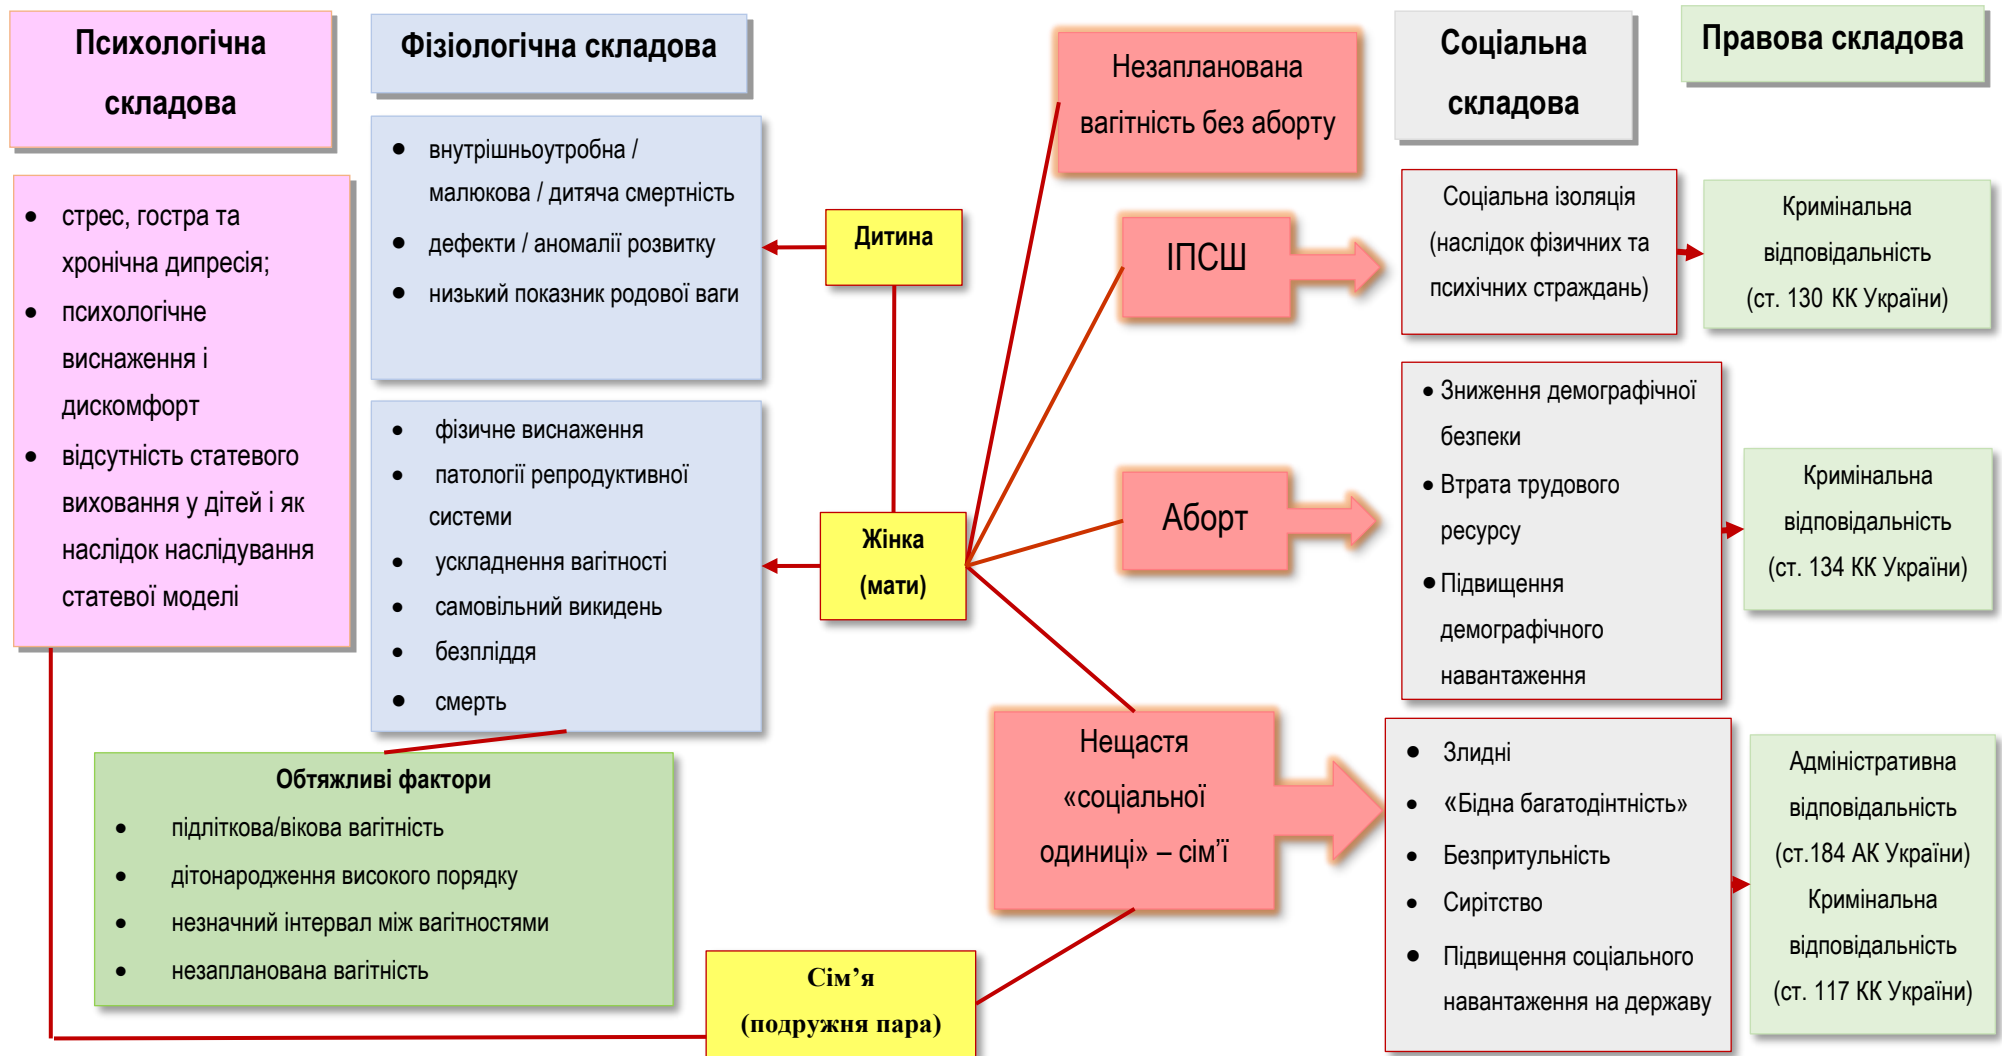 Психологічна
складова
Фізіологічна складова
Соціальна
складова
Правова складова
• стрес, гостра та
хронічна дипресія;
• психологічне
виснаження і
дискомфорт
• відсутність статевого
виховання у дітей і як
наслідок наслідування
статевої моделі
• внутрішньоутробна /
малюкова / дитяча смертність
• дефекти / аномалії розвитку
• низький показник родової ваги
• фізичне виснаження
• патології репродуктивної
системи
• ускладнення вагітності
• самовільний викидень
• безпліддя
• смерть
Обтяжливі фактори
• підліткова/вікова вагітність
• дітонародження високого порядку
• незначний інтервал між вагітностями
• незапланована вагітність
Дитина
Жінка
(мати)
Сім’я
(подружня пара)
Незапланована
вагітність без аборту
ІПСШ
Аборт
Нещастя
«соціальної
одиниці» – сім’ї
Соціальна ізоляція
(наслідок фізичних та
психічних страждань)
• Зниження демографічної
безпеки
• Втрата трудового
ресурсу
• Підвищення
демографічного
навантаження
• Злидні
• «Бідна багатодінтність»
• Безпритульність
• Сирітство
• Підвищення соціального
навантаження на державу
Кримінальна
відповідальність
(ст. 130 КК України)
Кримінальна
відповідальність
(ст. 134 КК України)
Адміністративна
відповідальність
(ст.184 АК України)
Кримінальна
відповідальність
(ст. 117 КК України)